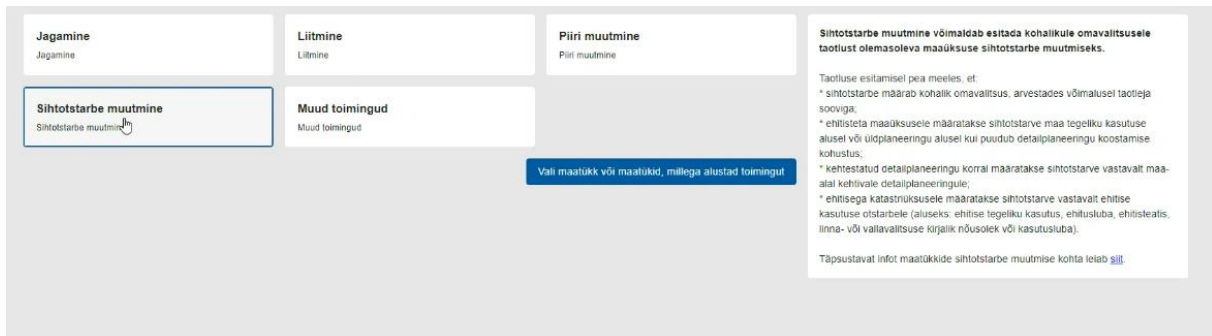 Jagamine
Jagamine
Liitmine
Liitmine
Piiri muutmine
Piiri muutmine
Sihtotstarbe muutmine
Sihtotstarbe muutmine
Muud toimingud
Muud toimingud
Vali maatükk või maatükid, millega alustad toimingut
Sihtotstarbe muutmine võimaldab esitada kohalikule omavalitsusele
taotlust olemasoleva maaüksuse sihtotstarbe muutmiseks.
Taotluse esitamisel pea meeles, et:
* sihtotstarbe määrab kohalik omavalitsus, arvestades võimalusel taotleja
sooviga;
* ehitisteta maaüksusele määratakse sihtotstarve maa tegeliku kasutuse
alusel või üldplaneeringu alusel kui puudub detailplaneeringu koostamise
kohustus;
* kehtestatud detailplaneeringu korral määratakse sihtotstarve vastavalt maa-
alal kehtivale detailplaneeringule;
* ehitisega katastriüksusele määratakse sihtotstarve vastavalt ehitise
kasutuse otstarbele (aluseks: ehitise tegeliku kasutus, ehitusluba, ehitisteatis,
linna- või vallavalitsuse kirjalik nõusolek või kasutusluba).
Täpsustavat infot maatükkide sihtotstarbe muutmise kohta leiab siit.